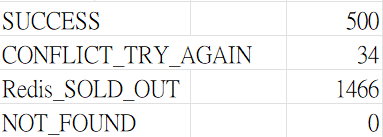 SUCCESS 500
CONFLICT_TRY_AGAIN 34
Redis_SOLD_OUT 1466
NOT_FOUND 0